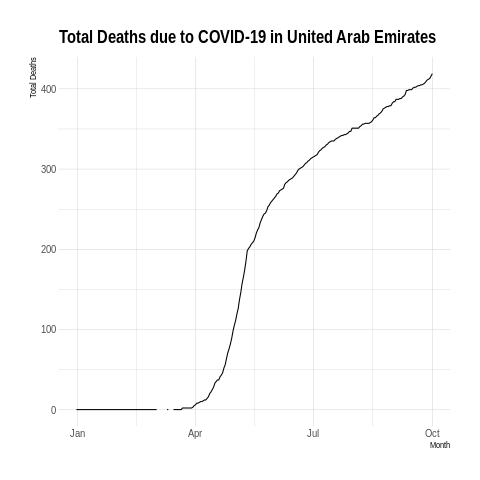 Total Deaths due to COVID-19 in United Arab Emirates
Total Deaths
400
300
200
100
0
Jan Apr Jul Oct
Month